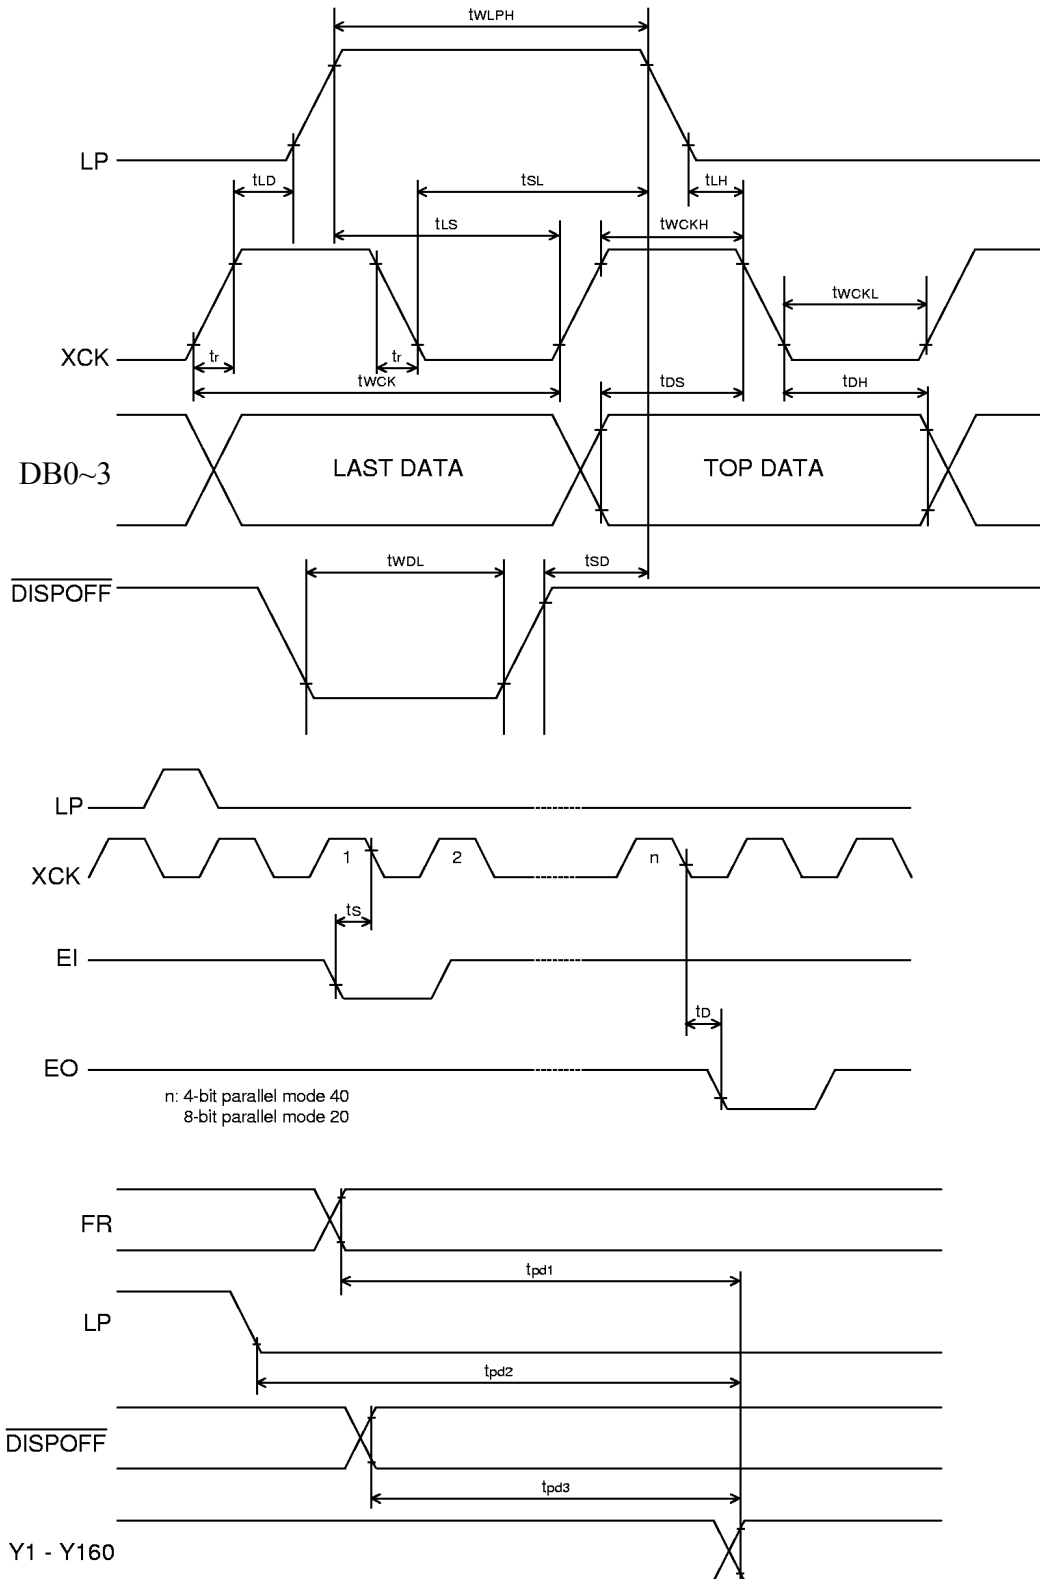 tWLPH
LP
tLD
tSL
tLH
tLS
tWCKH
tWCKL
XCK
tr
tr
tWCK
tDS
tDH
DB0~3
LAST DATA
TOP DATA
tWDL
tSD
DISPOFF
LP
1
2
n
XCK
tS
EI
tD
EO
n: 4-bit parallel mode 40
8-bit parallel mode 20
FR
tpd1
LP
tpd2
DISPOFF
tpd3
Y1 - Y160